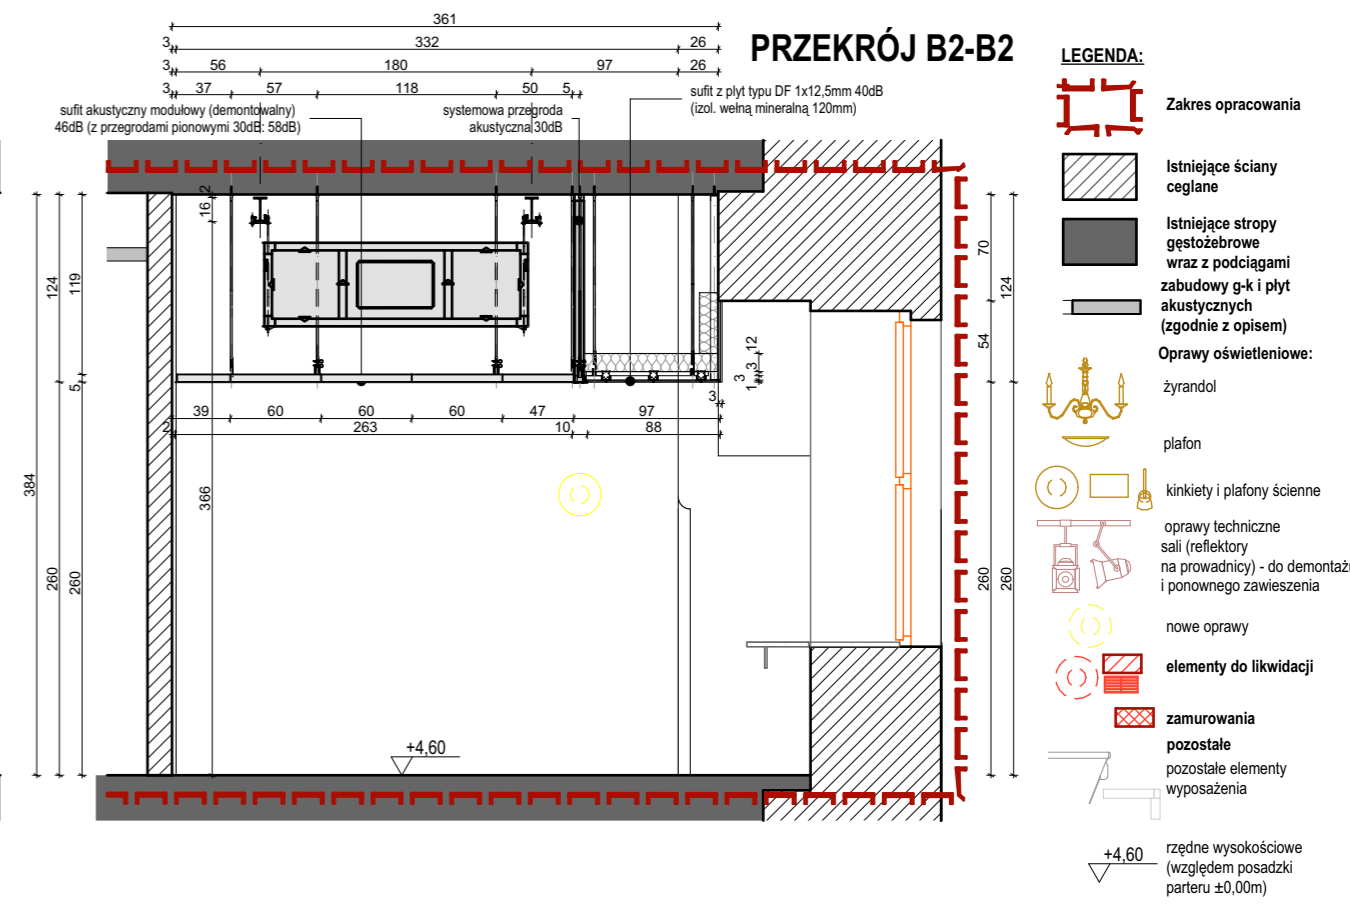 361
3 332 26
3 56 180 97 26
3 37 57 118 50 5
PRZEKRÓJ B2-B2
sufit akustyczny modułowy (demontowalny)
46dB (z przegrodami pionowymi 30dB: 58dB)
systemowa przegroda
akustyczna 30dB
sufit z plyt typu DF 1x12,5mm 40dB
(izol. wełną mineralną 120mm)
2
16
124
119
5
384
260
260
366
70
124
54
260
260
12
3
3
1
3
39 60 60 60 47 97
2 263 10 88
+4,60
LEGENDA:
Zakres opracowania
Istniejące ściany
ceglane
Istniejące stropy
gęstożebrowe
wraz z podciągami
zabudowy g-k i płyt
akustycznych
(zgodnie z opisem)
Oprawy oświetleniowe:
żyrandol
plafon
kinkiety i plafony ścienne
oprawy techniczne
sali (reflektory
na prowadnicy) - do demontażu
i ponownego zawieszenia
nowe oprawy
elementy do likwidacji
zamurowania
pozostałe
pozostałe elementy
wyposażenia
+4,60
rzędne wysokościowe
(względem posadzki
parteru ±0,00m)